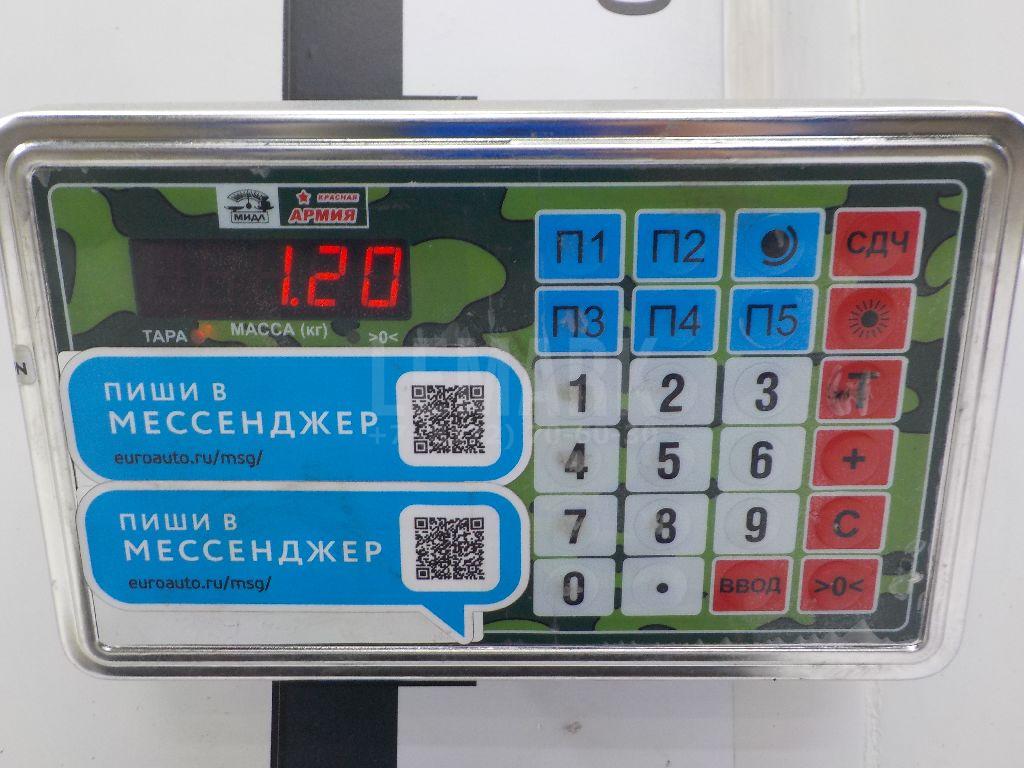 МИДЛ
КРАСНАЯ
АРМИЯ
1.20
ТАРА МАССА (кг) >0<
ПИШИ В
МЕССЕНДЖЕР
euroauto.ru/msg/
ПИШИ В
МЕССЕНДЖЕР
euroauto.ru/msg/
П1 П2 СДЧ
П3 П4 П5
1 2 3 Т
4 5 6 +
7 8 9 С
0 . ВВОД >0<
N